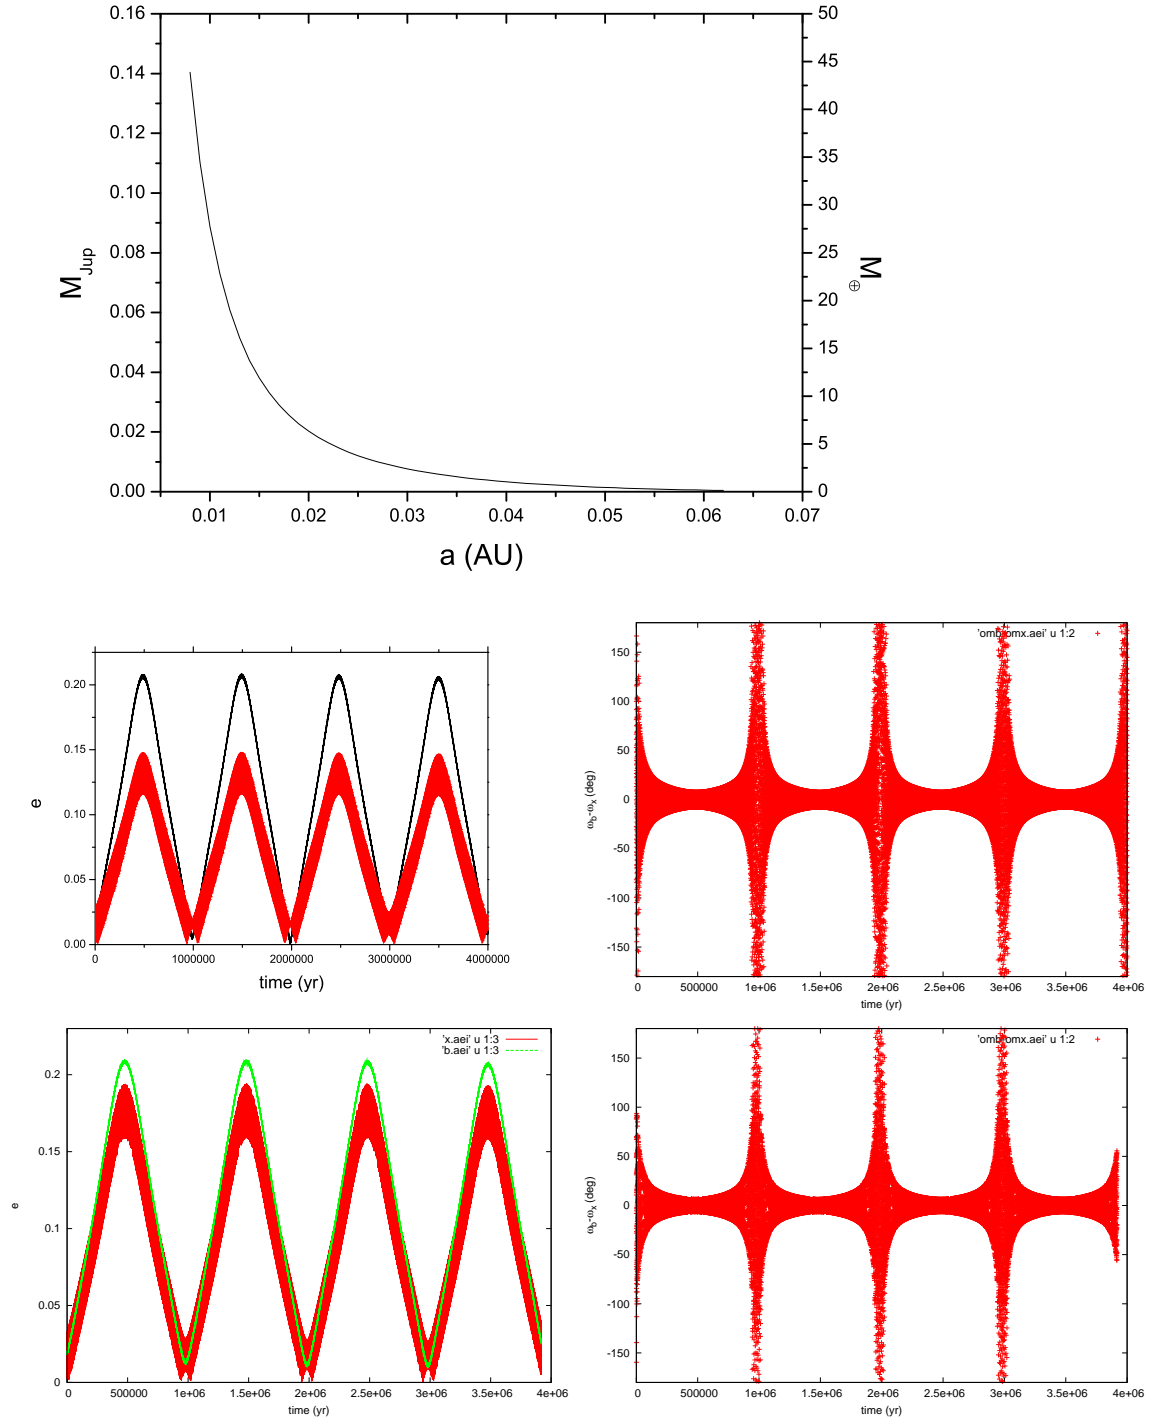 0.16
0.14
0.12
0.10
0.08
0.06
0.04
0.02
0.00
M_Jup
50
45
40
35
30
25
20
15
10
5
0
M_⊕
0.01 0.02 0.03 0.04 0.05 0.06 0.07
a (AU)
0.20
0.15
0.10
0.05
0.00
e
0 1000000 2000000 3000000 4000000
time (yr)
'omb-omx.aei' u 1:2
150
100
50
0
-50
-100
-150
ω_b-ω_x (deg)
0 500000 1e+06 1.5e+06 2e+06 2.5e+06 3e+06 3.5e+06 4e+06
time (yr)
'x.aei' u 1:3
'b.aei' u 1:3
0.2
0.15
0.1
0.05
0
e
0 500000 1e+06 1.5e+06 2e+06 2.5e+06 3e+06 3.5e+06 4e+06
time (yr)
'omb-omx.aei' u 1:2
150
100
50
0
-50
-100
-150
ω_b-ω_x (deg)
0 500000 1e+06 1.5e+06 2e+06 2.5e+06 3e+06 3.5e+06 4e+06
time (yr)